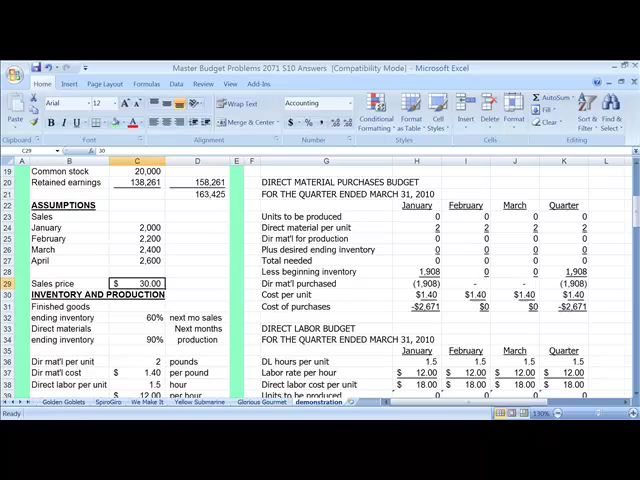 Master Budget Problems 2071 S10 Answers [Compatibility Mode] - Microsoft Excel
Home Insert Page Layout Formulas Data Review View Add-Ins
Arial 12 Wrap Text Accounting AutoSum
Paste Conditional Format Cell Insert Delete Format Fill Sort & Find &
B I U Merge & Center $ % , Formatting as Table Styles Clear Filter Select
Clipboard Font Alignment Number Styles Cells Editing
C29 30
A B C D E F G H I J K L
19 Common stock 20,000
20 Retained earnings 138,261 158,261 DIRECT MATERIAL PURCHASES BUDGET
21 163,425 FOR THE QUARTER ENDED MARCH 31, 2010
22 ASSUMPTIONS January February March Quarter
23 Sales Units to be produced 0 0 0 0
24 January 2,000 Direct material per unit 2 2 2 2
25 February 2,200 Dir mat'l for production 0 0 0 0
26 March 2,400 Plus desired ending inventory 0 0 0 0
27 April 2,600 Total needed 0 0 0 0
28 Less beginning inventory 1,908 0 0 1,908
29 Sales price $ 30.00 Dir mat'l purchased (1,908) - - (1,908)
30 INVENTORY AND PRODUCTION Cost per unit $1.40 $1.40 $1.40 $1.40
31 Finished goods Cost of purchases -$2,671 $0 $0 -$2,671
32 ending inventory 60% next mo sales
33 Direct materials Next months DIRECT LABOR BUDGET
34 ending inventory 90% production FOR THE QUARTER ENDED MARCH 31, 2010
35 January February March Quarter
36 Dir mat'l per unit 2 pounds DL hours per unit 1.5 1.5 1.5 1.5
37 Dir mat'l cost $ 1.40 per pound Labor rate per hour $ 12.00 $ 12.00 $ 12.00 $ 12.00
38 Direct labor per unit 1.5 hour Direct labor cost per unit $ 18.00 $ 18.00 $ 18.00 $ 18.00
39 $ 12.00 per hour Units to be produced 0 0 0 0
Golden Goblets SpiroGiro We Make It Yellow Submarine Glorious Gourmet demonstration
Ready 130%